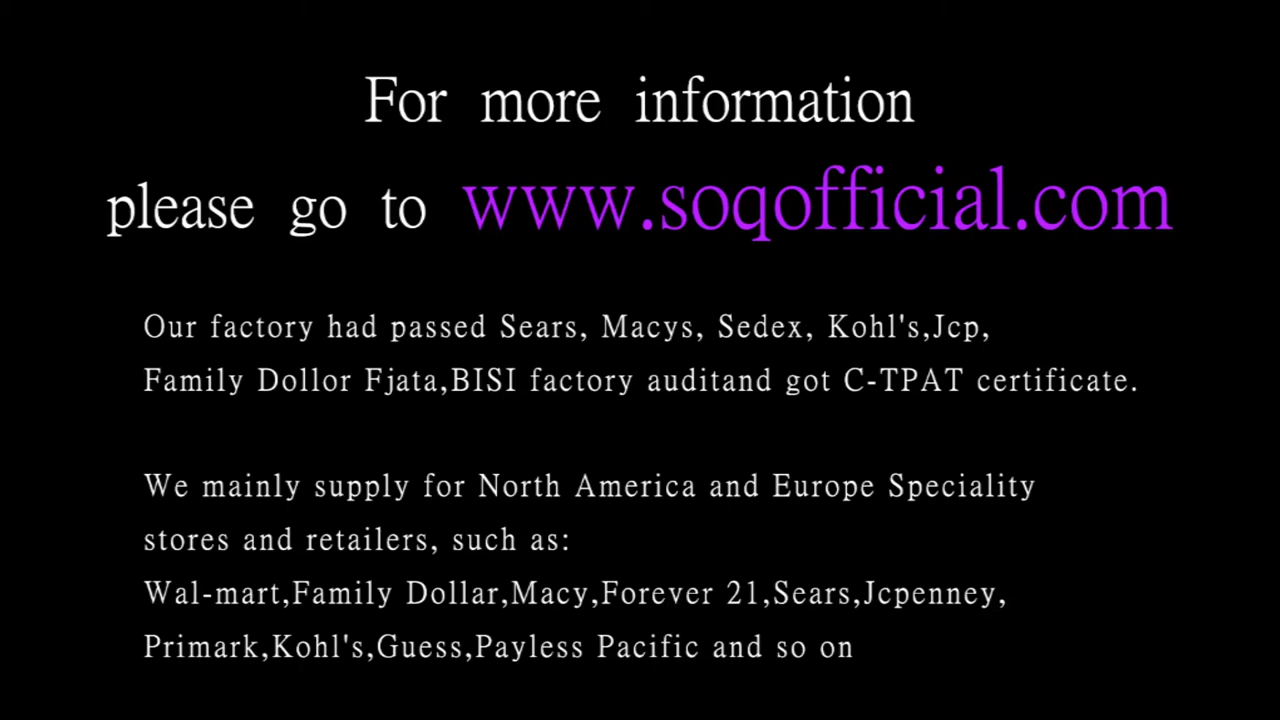 For more information
please go to www.soqofficial.com
Our factory had passed Sears, Macys, Sedex, Kohl's,Jcp,
Family Dollor Fjata,BISI factory auditand got C-TPAT certificate.
We mainly supply for North America and Europe Speciality
stores and retailers, such as:
Wal-mart,Family Dollar,Macy,Forever 21,Sears,Jcpenney,
Primark,Kohl's,Guess,Payless Pacific and so on